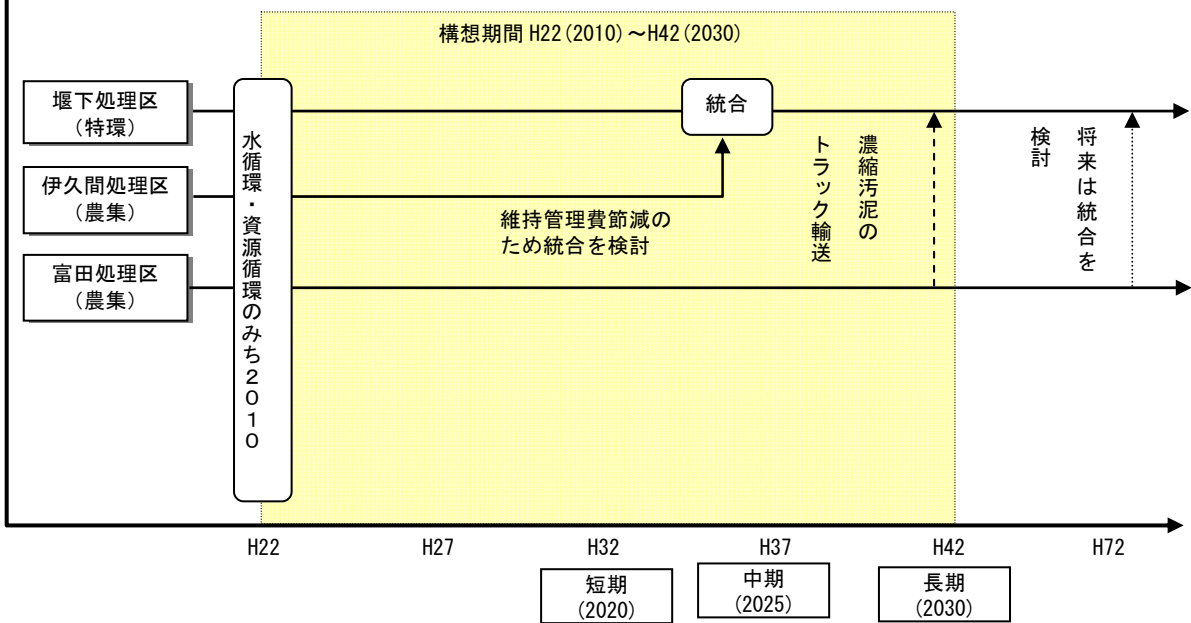 構想期間 H22(2010)～H42(2030)
堰下処理区
（特環）
伊久間処理区
（農集）
富田処理区
（農集）
水循環・資源循環のみち２０１０
統合
維持管理費節減の
ため統合を検討
濃縮汚泥の
トラック輸送
将来は統合を
検討
H22
H27
H32
H37
H42
H72
短期
(2020)
中期
(2025)
長期
(2030)